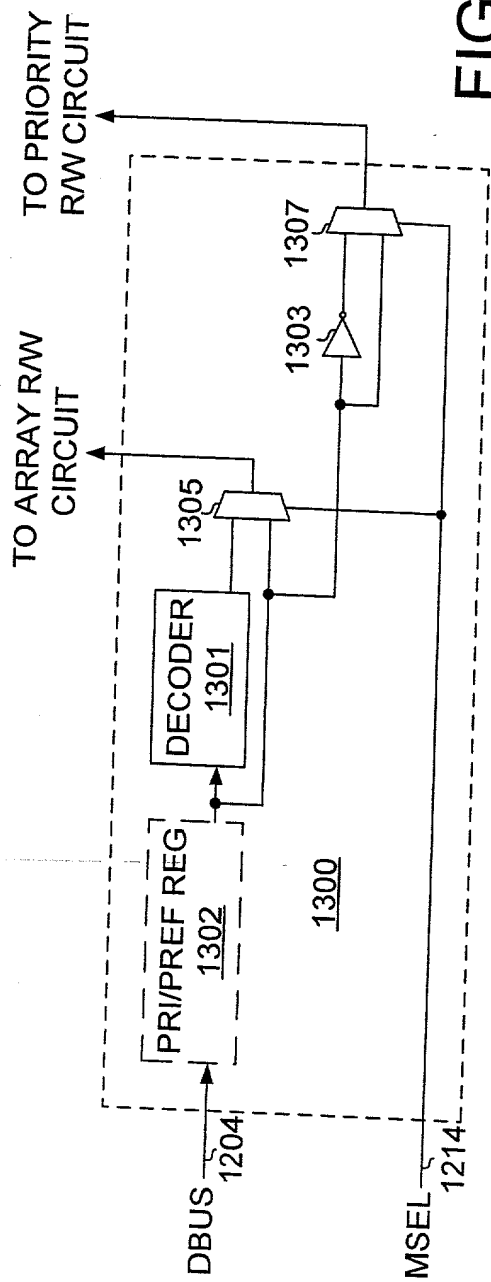 TO PRIORITY
R/W CIRCUIT
TO ARRAY R/W
CIRCUIT
1305
1307
1303
DECODER
1301
PRI/PREF REG
1302
1300
DBUS
1204
MSEL
1214
FIG